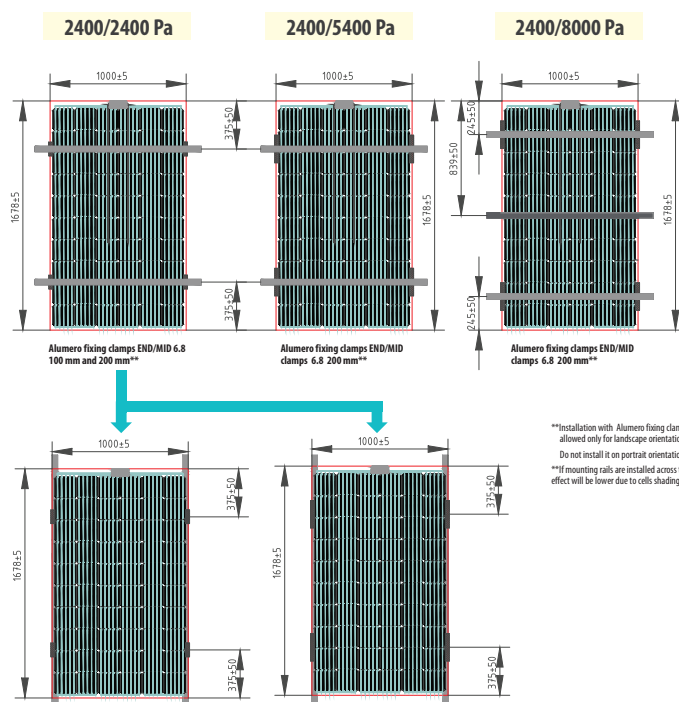 2400/2400 Pa
2400/5400 Pa
2400/8000 Pa
1000±5
1000±5
1000±5
1678±5
375±50
375±50
1678±5
245±50
839±50
245±50
1678±5
Alumero fixing clamps END/MID 6.8
100 mm and 200 mm**
Alumero fixing clamps END/MID
clamps 6.8 200 mm**
Alumero fixing clamps END/MID
clamps 6.8 200 mm**
**Installation with Alumero fixing
allowed only for landscape
Do not install it on portrait
**If mounting rails are installed across
effect will be lower due to cells shading
1000±5
1000±5
1678±5
375±50
375±50
1678±5
375±50
375±50